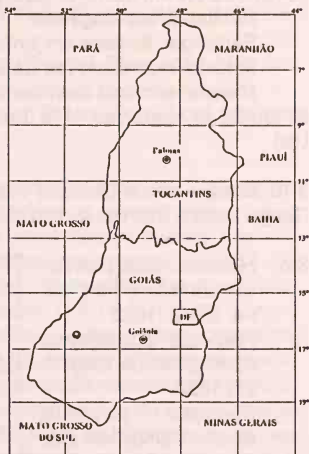 54° 52° 50° 48° 46° 44°
PARÁ MARANHÃO
7°
9°
Palmas PIAUÍ
11°
TOCANTINS
MATO GROSSO BAHIA
13°
GOIÁS
15°
DF
Goiânia
17°
19°
MATO GROSSO
DO SUL MINAS GERAIS